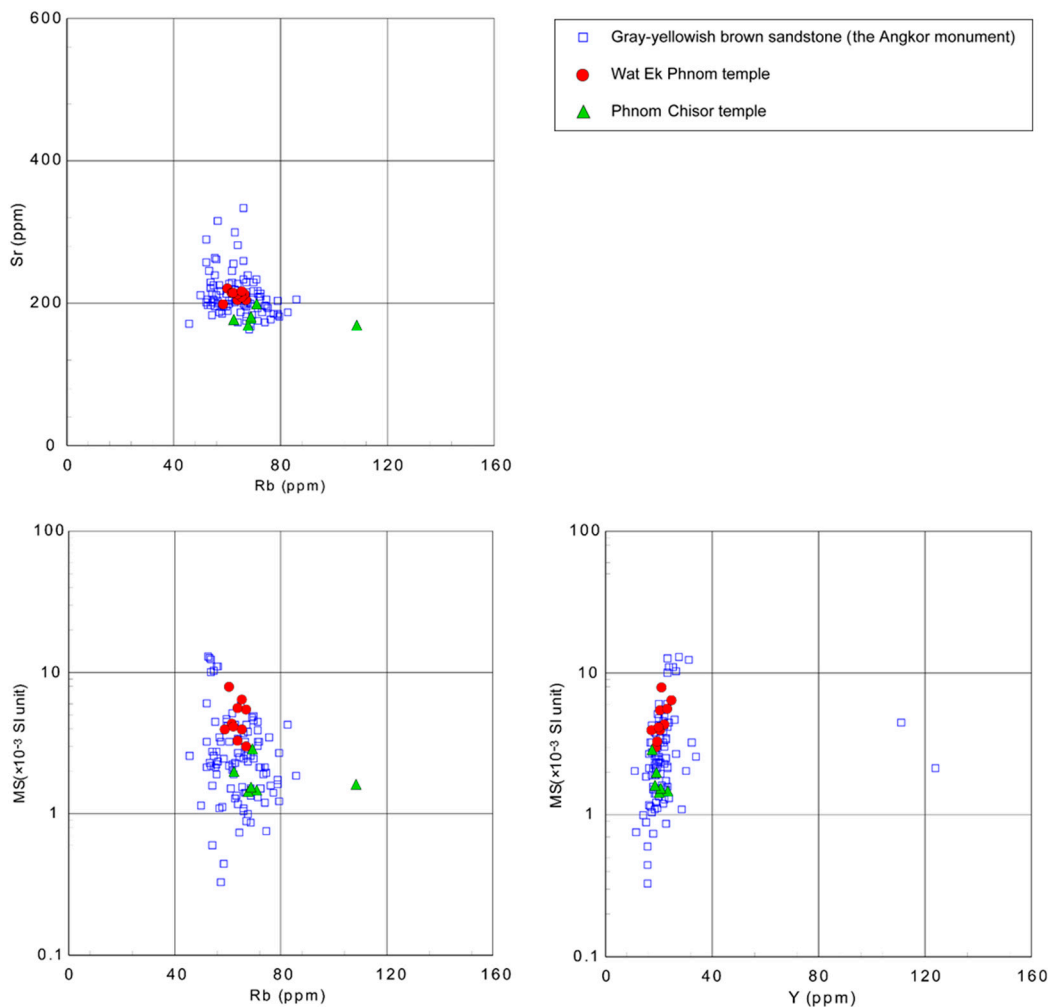 600
400
200
0
Sr (ppm)
0 40 80 120 160
Rb (ppm)
Gray-yellowish brown sandstone (the Angkor monument)
Wat Ek Phnom temple
Phnom Chisor temple
100
10
1
0.1
MS(×10⁻³ SI unit)
0 40 80 120 160
Rb (ppm)
100
10
1
0.1
MS(×10⁻³ SI unit)
0 40 80 120 160
Y (ppm)